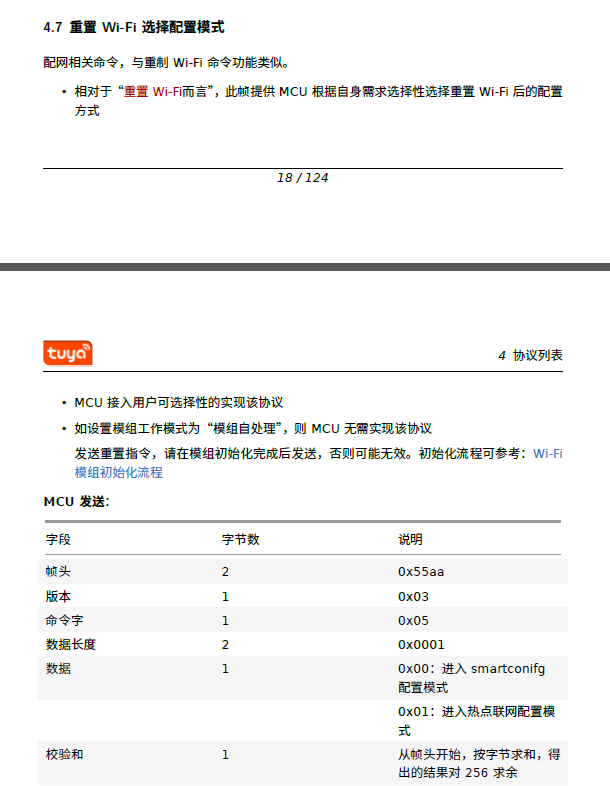 4.7 重置 Wi-Fi 选择配置模式
配网相关命令，与重制 Wi-Fi 命令功能类似。
• 相对于“重置 Wi-Fi而言”，此帧提供 MCU 根据自身需求选择性选择重置 Wi-Fi 后的配置
方式
18 / 124
tuya
4 协议列表
• MCU 接入用户可选择性的实现该协议
• 如设置模组工作模式为“模组自处理”，则 MCU 无需实现该协议
发送重置指令，请在模组初始化完成后发送，否则可能无效。初始化流程可参考：Wi-Fi
模组初始化流程
MCU 发送：
字段 字节数 说明
帧头 2 0x55aa
版本 1 0x03
命令字 1 0x05
数据长度 2 0x0001
数据 1 0x00：进入 smartconifg
配置模式
0x01：进入热点联网配置模
式
校验和 1 从帧头开始，按字节求和，得
出的结果对 256 求余